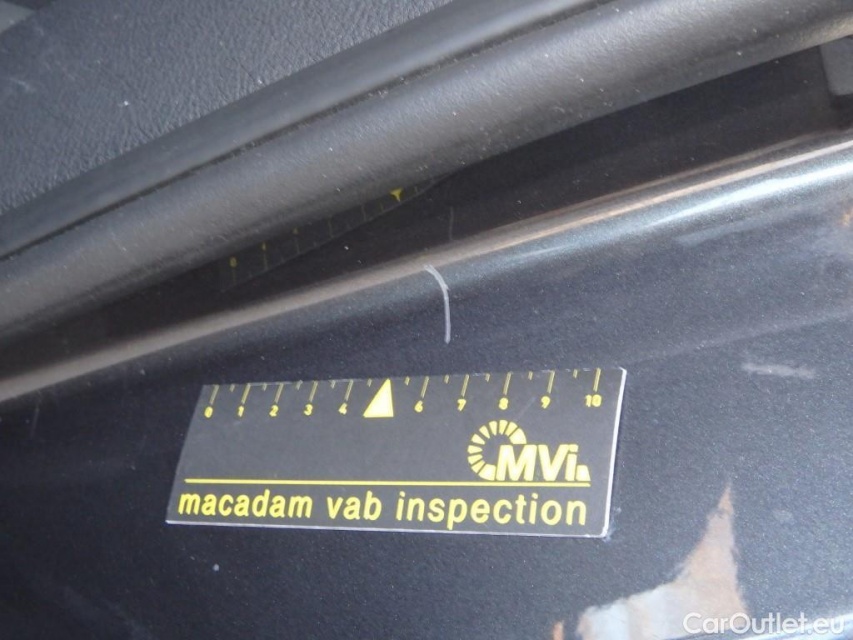 0 1 2 3 4 6 7 8 9 10
MVi
macadam vab inspection
CarOutlet.eu